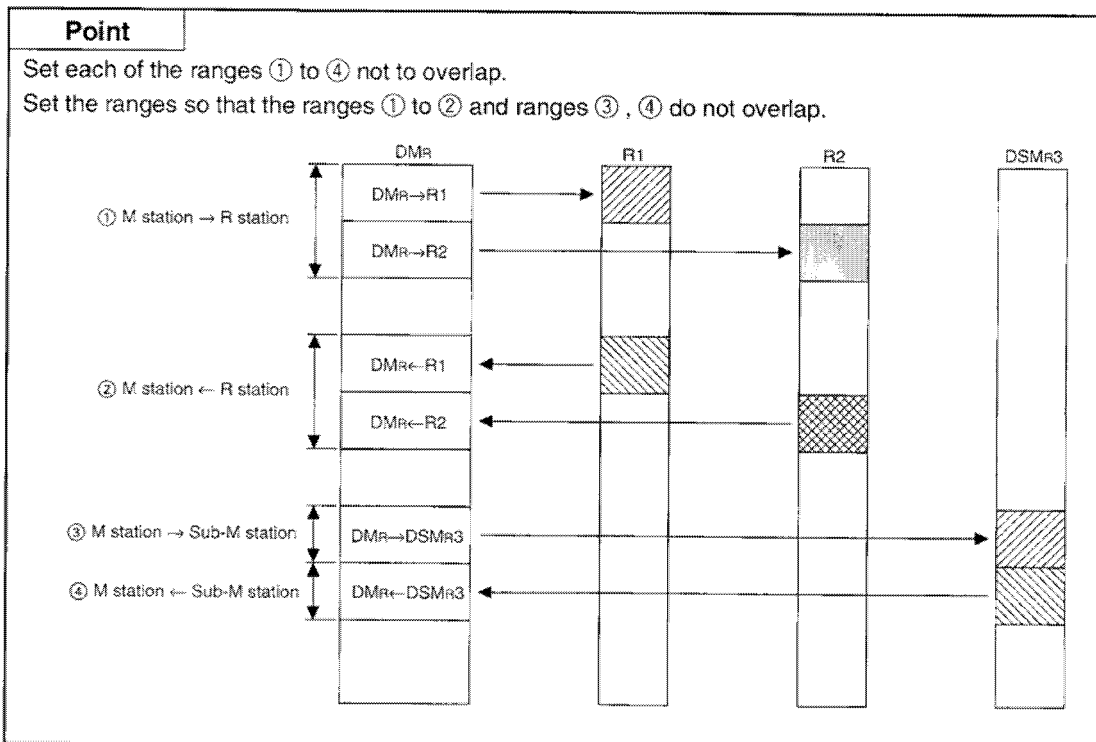 Point
Set each of the ranges ① to ④ not to overlap.
Set the ranges so that the ranges ① to ② and ranges ③ , ④ do not overlap.
DMR
R1
R2
DSMR3
① M station → R station
DMR→R1
DMR→R2
② M station ← R station
DMR←R1
DMR←R2
③ M station → Sub-M station
DMR→DSMR3
④ M station ← Sub-M station
DMR←DSMR3